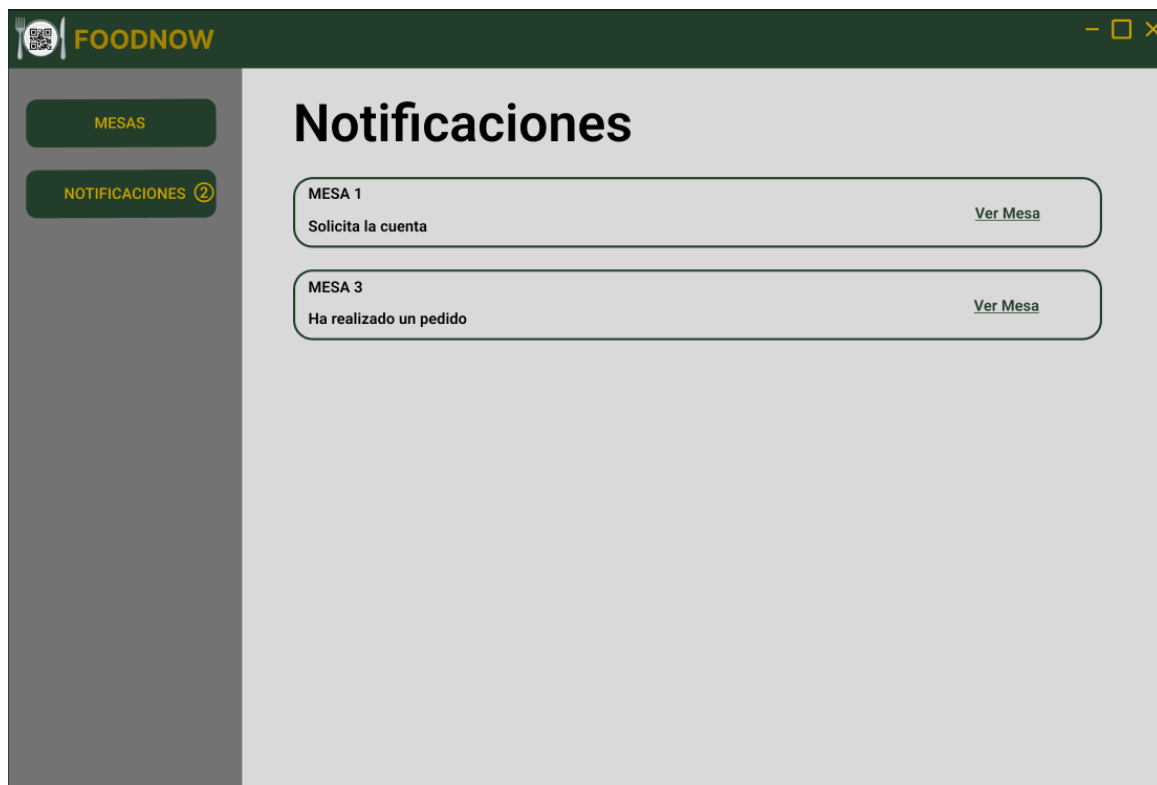 FOODNOW
MESAS
NOTIFICACIONES 2
Notificaciones
MESA 1
Solicita la cuenta
Ver Mesa
MESA 3
Ha realizado un pedido
Ver Mesa